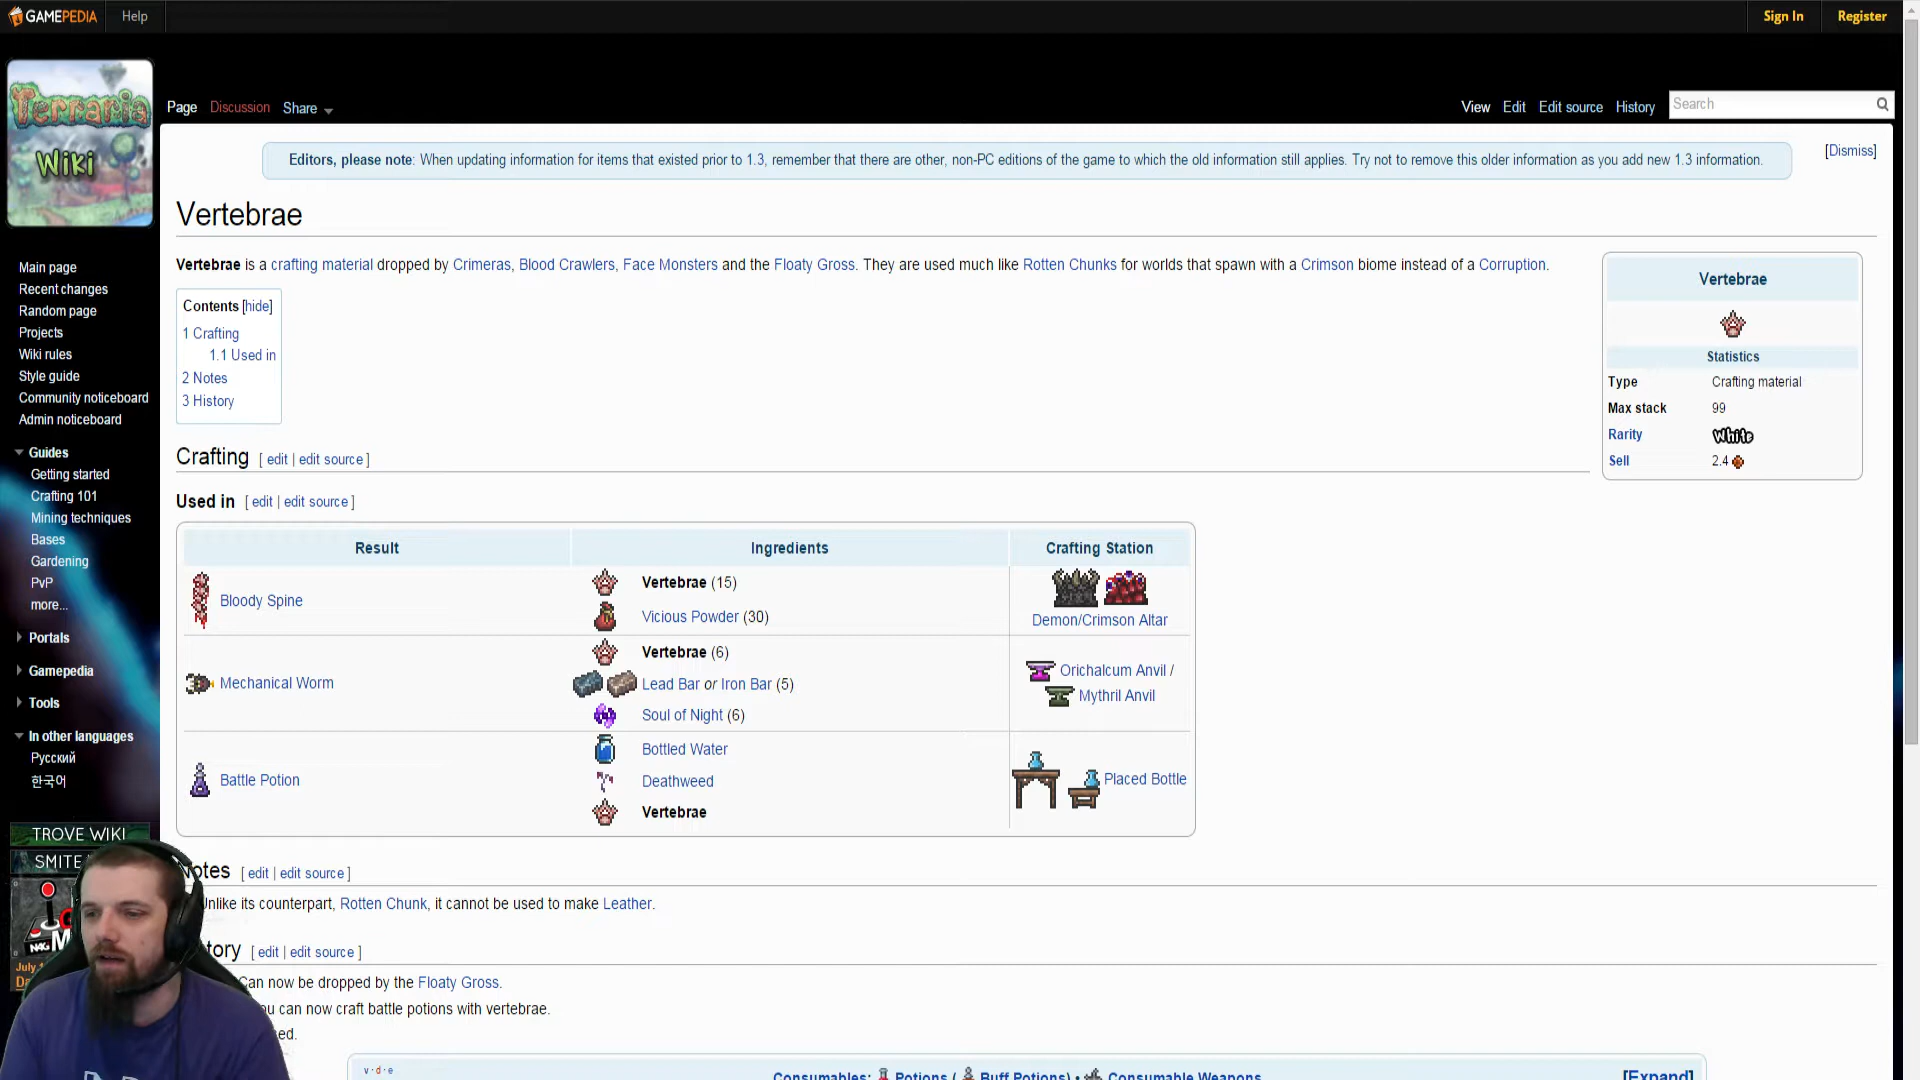 GAMEPEDIA Help Sign In Register
Terraria
Wiki
Page Discussion Share View Edit Edit source History Search
Editors, please note: When updating information for items that existed prior to 1.3, remember that there are other, non-PC editions of the game to which the old information still applies. Try not to remove this older information as you add new 1.3 information.
[Dismiss]
Vertebrae
Vertebrae is a crafting material dropped by Crimeras, Blood Crawlers, Face Monsters and the Floaty Gross. They are used much like Rotten Chunks for worlds that spawn with a Crimson biome instead of a Corruption.
Contents [hide]
1 Crafting
1.1 Used in
2 Notes
3 History
Vertebrae
Statistics
Type Crafting material
Max stack 99
Rarity White
Sell 2.4
Main page
Recent changes
Random page
Projects
Wiki rules
Style guide
Community noticeboard
Admin noticeboard
Guides
Getting started
Crafting 101
Mining techniques
Bases
Gardening
PvP
more...
Portals
Gamepedia
Tools
In other languages
Русский
한국어
TROVE WIKI
SMITE
July
Crafting [ edit | edit source ]
Used in [ edit | edit source ]
Result Ingredients Crafting Station
Bloody Spine
Vertebrae (15)
Vicious Powder (30)
Demon/Crimson Altar
Mechanical Worm
Vertebrae (6)
Lead Bar or Iron Bar (5)
Soul of Night (6)
Orichalcum Anvil /
Mythril Anvil
Battle Potion
Bottled Water
Deathweed
Vertebrae
Placed Bottle
Notes [ edit | edit source ]
Unlike its counterpart, Rotten Chunk, it cannot be used to make Leather.
tory [ edit | edit source ]
Can now be dropped by the Floaty Gross.
ou can now craft battle potions with vertebrae.
ed.
v · d · e
Consumables: Potions ( Buff Potions) • Consumable Weapons [Expand]